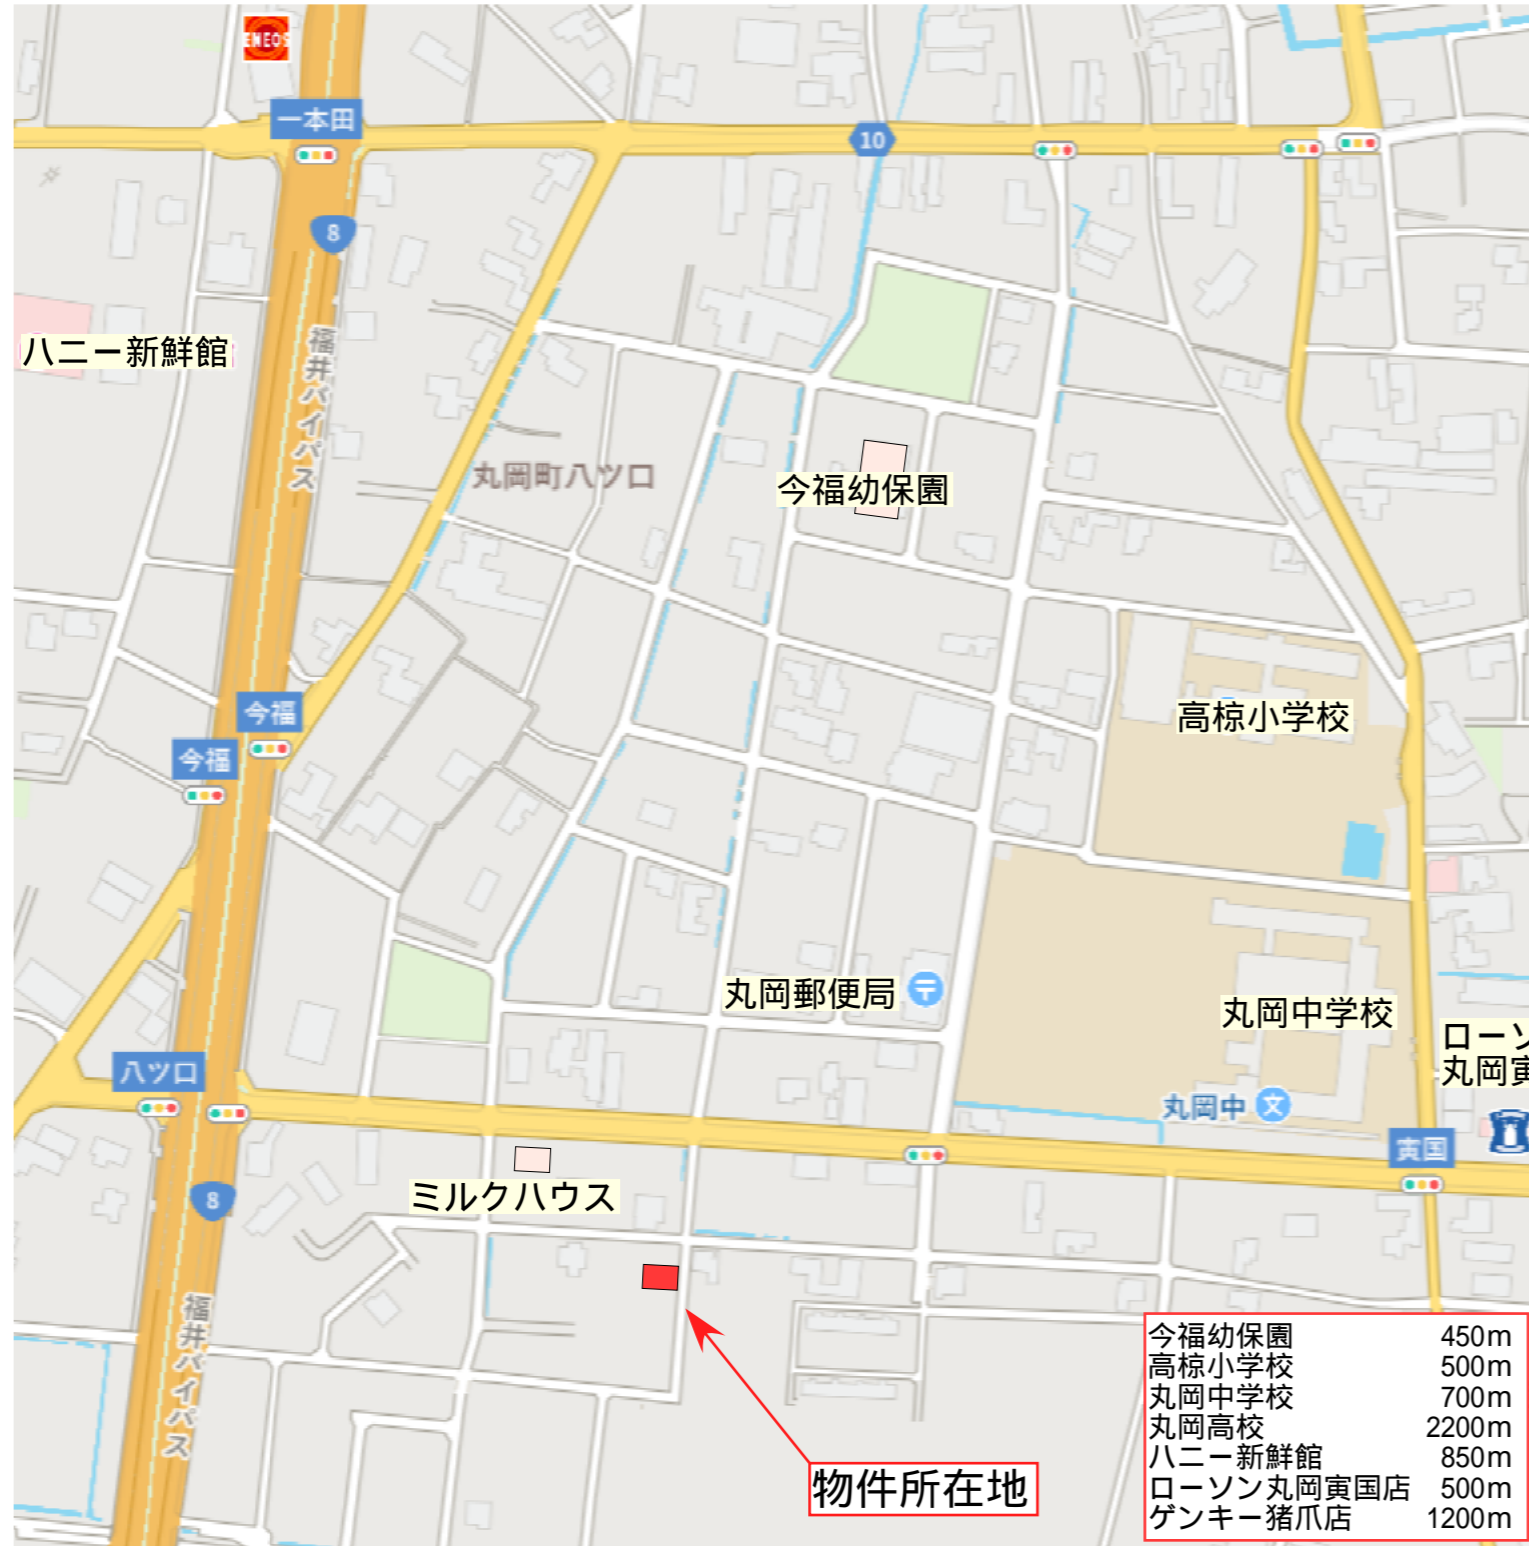 ENEOS
一本田
10
8
福井バイパス
ハニー新鮮館
丸岡町八ツ口
今福幼保園
高椋小学校
今福
今福
丸岡郵便局
丸岡中学校
ローソ
丸岡寅
八ツ口
丸岡中
文
寅国
8
ミルクハウス
福井バイパス
物件所在地
今福幼保園 450m
高椋小学校 500m
丸岡中学校 700m
丸岡高校 2200m
ハニー新鮮館 850m
ローソン丸岡寅国店 500m
ゲンキー猪爪店 1200m